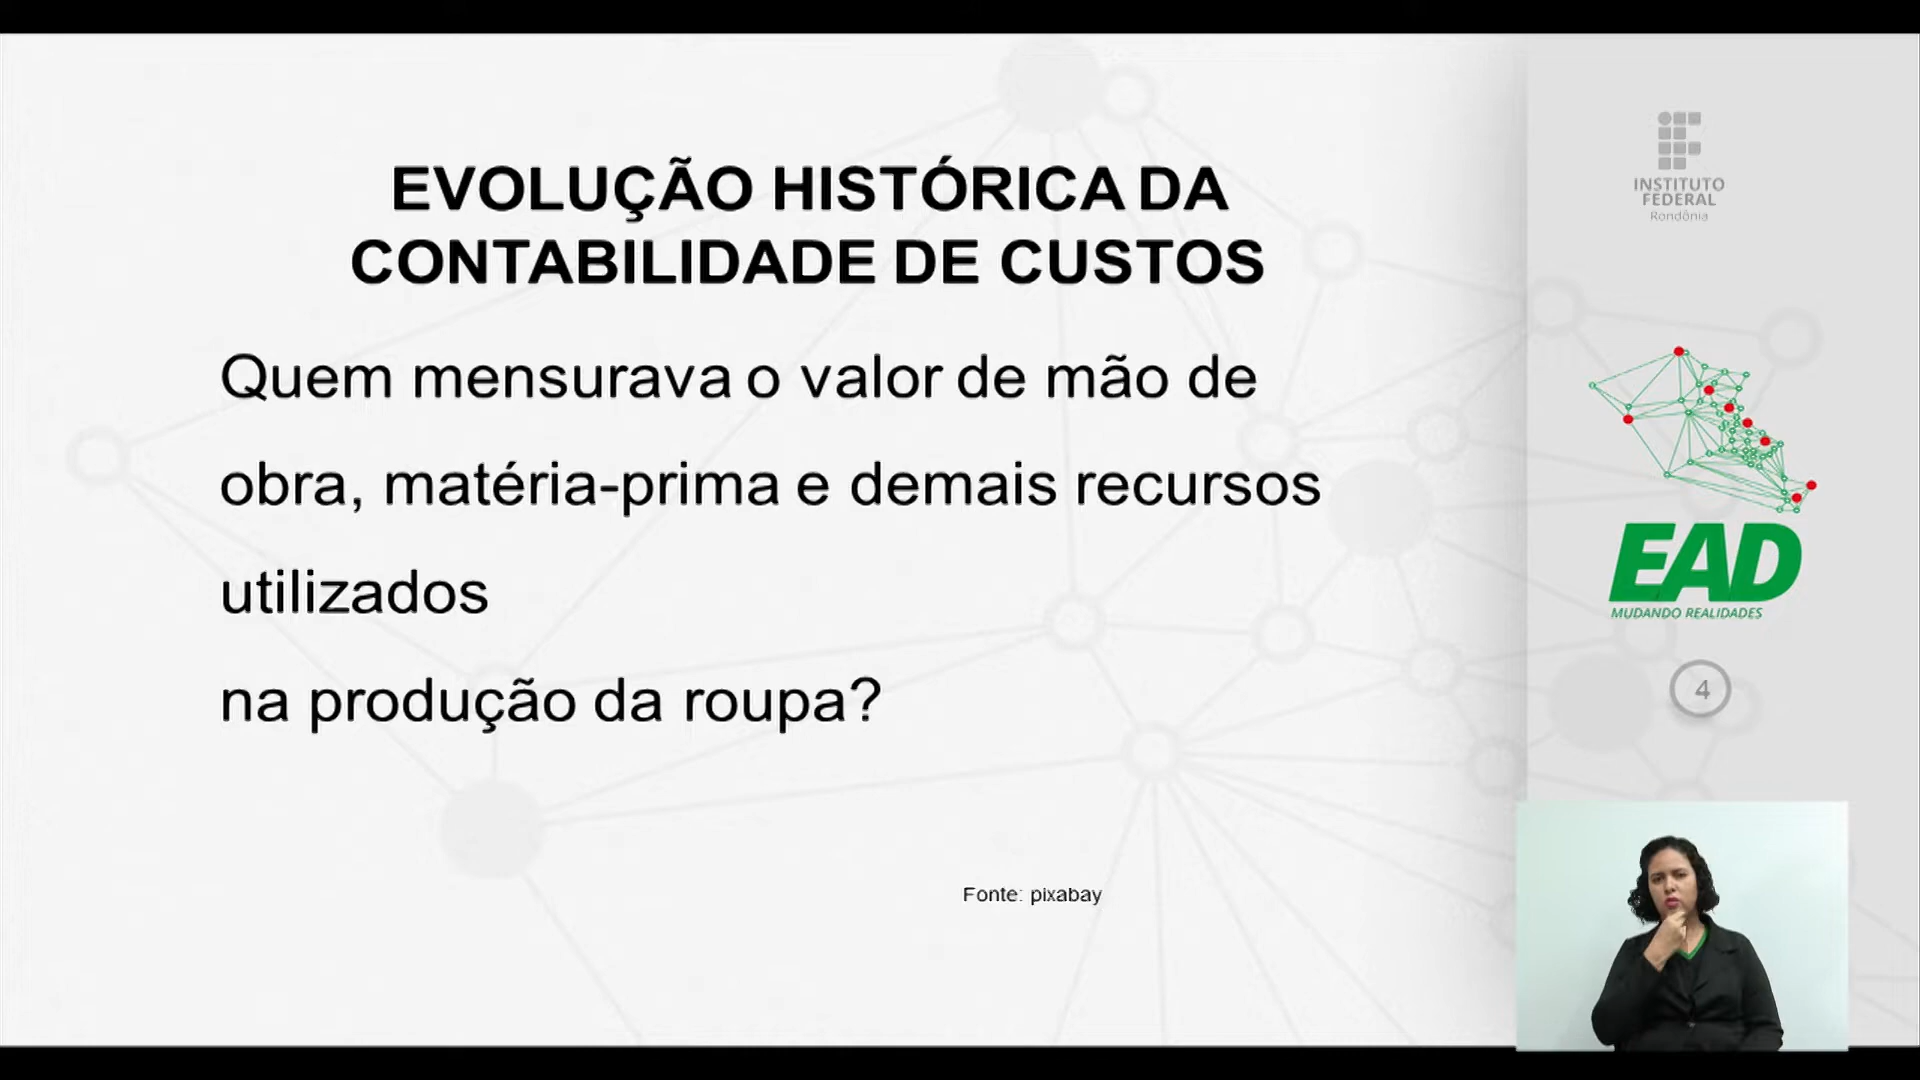 EVOLUÇÃO HISTÓRICA DA
CONTABILIDADE DE CUSTOS
Quem mensurava o valor de mão de
obra, matéria-prima e demais recursos
utilizados
na produção da roupa?
Fonte: pixabay
INSTITUTO
FEDERAL
Rondônia
EAD
MUDANDO REALIDADES
4